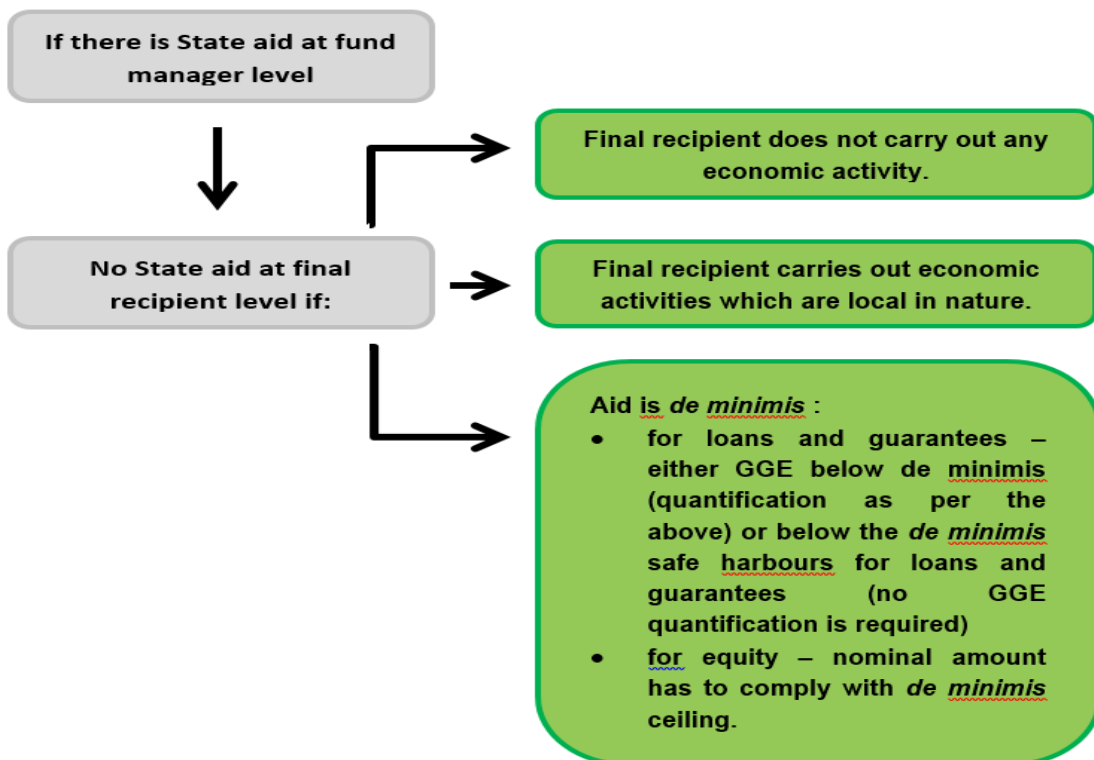 If there is State aid at fund
manager level
No State aid at final
recipient level if:
Final recipient does not carry out any
economic activity.
Final recipient carries out economic
activities which are local in nature.
Aid is de minimis :
• for loans and guarantees –
either GGE below de minimis
(quantification as per the
above) or below the de minimis
safe harbours for loans and
guarantees (no GGE
quantification is required)
• for equity – nominal amount
has to comply with de minimis
ceiling.